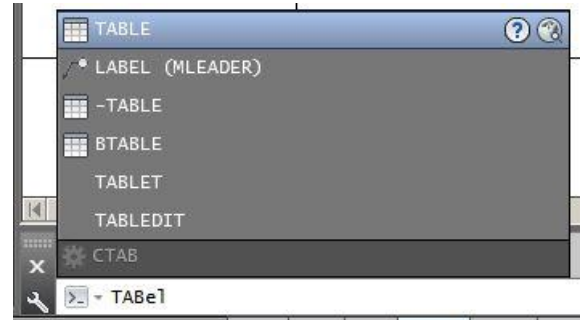 TABLE
LABEL (MLEADER)
-TABLE
BTABLE
TABLET
TABLEDIT
CTAB
TABel